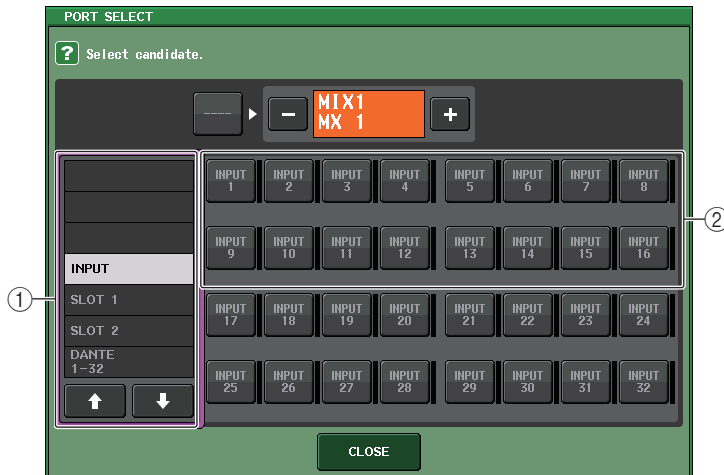 PORT SELECT
? Select candidate.
---- − MIX1 +
MX 1
INPUT 1 INPUT 2 INPUT 3 INPUT 4 INPUT 5 INPUT 6 INPUT 7 INPUT 8
②
INPUT 9 INPUT 10 INPUT 11 INPUT 12 INPUT 13 INPUT 14 INPUT 15 INPUT 16
INPUT
①
SLOT 1
SLOT 2
DANTE
1-32
INPUT 17 INPUT 18 INPUT 19 INPUT 20 INPUT 21 INPUT 22 INPUT 23 INPUT 24
INPUT 25 INPUT 26 INPUT 27 INPUT 28 INPUT 29 INPUT 30 INPUT 31 INPUT 32
CLOSE